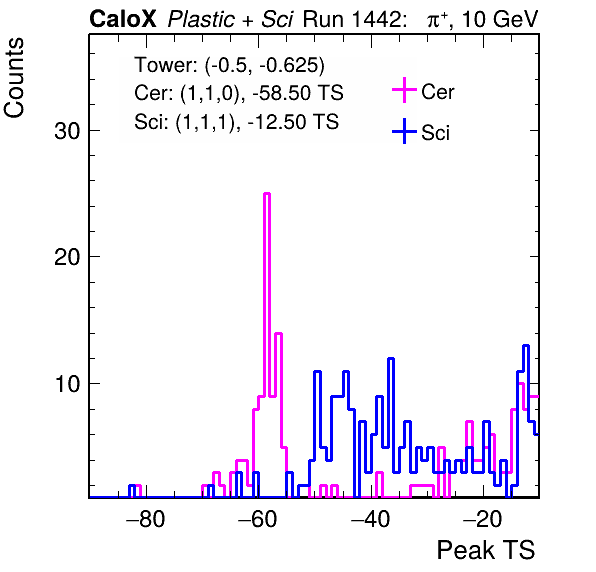 CaloX Plastic + Sci Run 1442: π+, 10 GeV
Counts
Tower: (-0.5, -0.625)
Cer: (1,1,0), -58.50 TS
Sci: (1,1,1), -12.50 TS
Cer
Sci
30
20
10
−80 −60 −40 −20
Peak TS